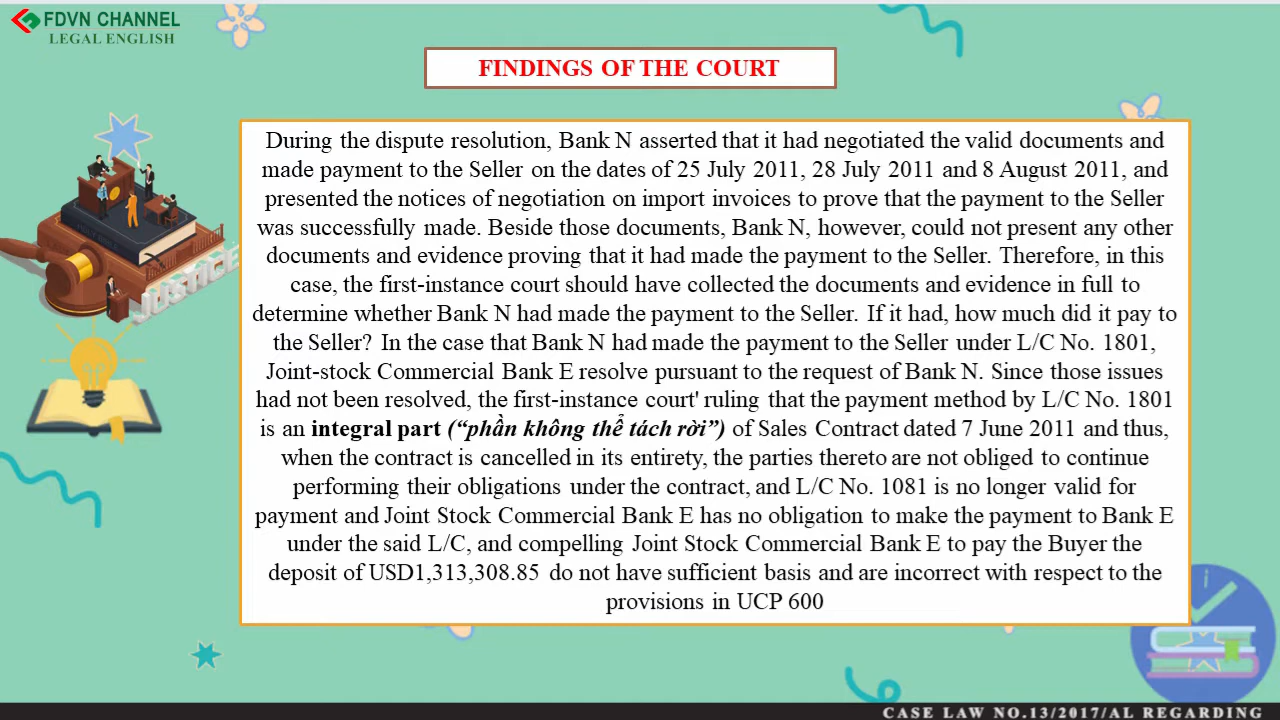 FDVN CHANNEL
LEGAL ENGLISH
FINDINGS OF THE COURT
During the dispute resolution, Bank N asserted that it had negotiated the valid documents and
made payment to the Seller on the dates of 25 July 2011, 28 July 2011 and 8 August 2011, and
presented the notices of negotiation on import invoices to prove that the payment to the Seller
was successfully made. Beside those documents, Bank N, however, could not present any other
documents and evidence proving that it had made the payment to the Seller. Therefore, in this
case, the first-instance court should have collected the documents and evidence in full to
determine whether Bank N had made the payment to the Seller. If it had, how much did it pay to
the Seller? In the case that Bank N had made the payment to the Seller under L/C No. 1801,
Joint-stock Commercial Bank E resolve pursuant to the request of Bank N. Since those issues
had not been resolved, the first-instance court' ruling that the payment method by L/C No. 1801
is an integral part (“phần không thể tách rời”) of Sales Contract dated 7 June 2011 and thus,
when the contract is cancelled in its entirety, the parties thereto are not obliged to continue
performing their obligations under the contract, and L/C No. 1081 is no longer valid for
payment and Joint Stock Commercial Bank E has no obligation to make the payment to Bank E
under the said L/C, and compelling Joint Stock Commercial Bank E to pay the Buyer the
deposit of USD1,313,308.85 do not have sufficient basis and are incorrect with respect to the
provisions in UCP 600
JUSTICE
CASE LAW NO.13/2017/AL REGARDING